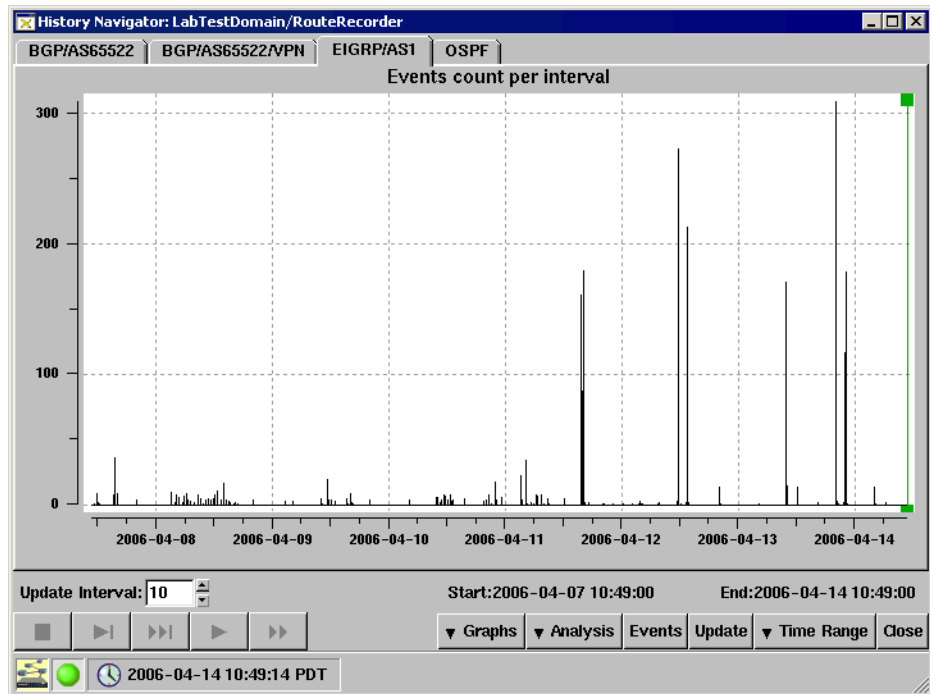 History Navigator: LabTestDomain/RouteRecorder
BGP/AS65522 BGP/AS65522/VPN EIGRP/AS1 OSPF
Events count per interval
300
200
100
0
2006-04-08 2006-04-09 2006-04-10 2006-04-11 2006-04-12 2006-04-13 2006-04-14
Update Interval: 10 Start:2006-04-07 10:49:00 End:2006-04-14 10:49:00
Graphs Analysis Events Update Time Range Close
2006-04-14 10:49:14 PDT